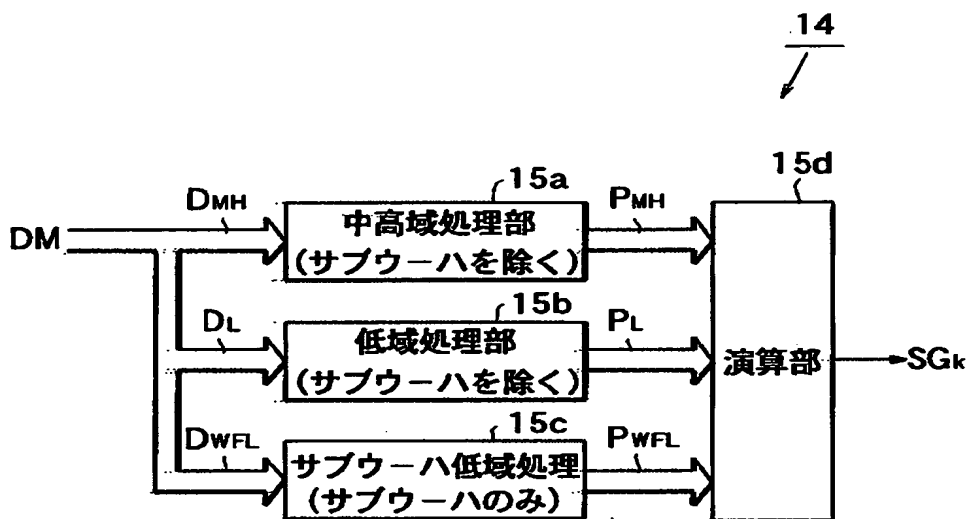 14
15d
15a
DMH
PMH
DM
中高域処理部
(サブウーハを除く)
15b
DL
PL
低域処理部
(サブウーハを除く)
演算部
SGk
15c
DWFL
PWFL
サブウーハ低域処理
(サブウーハのみ)